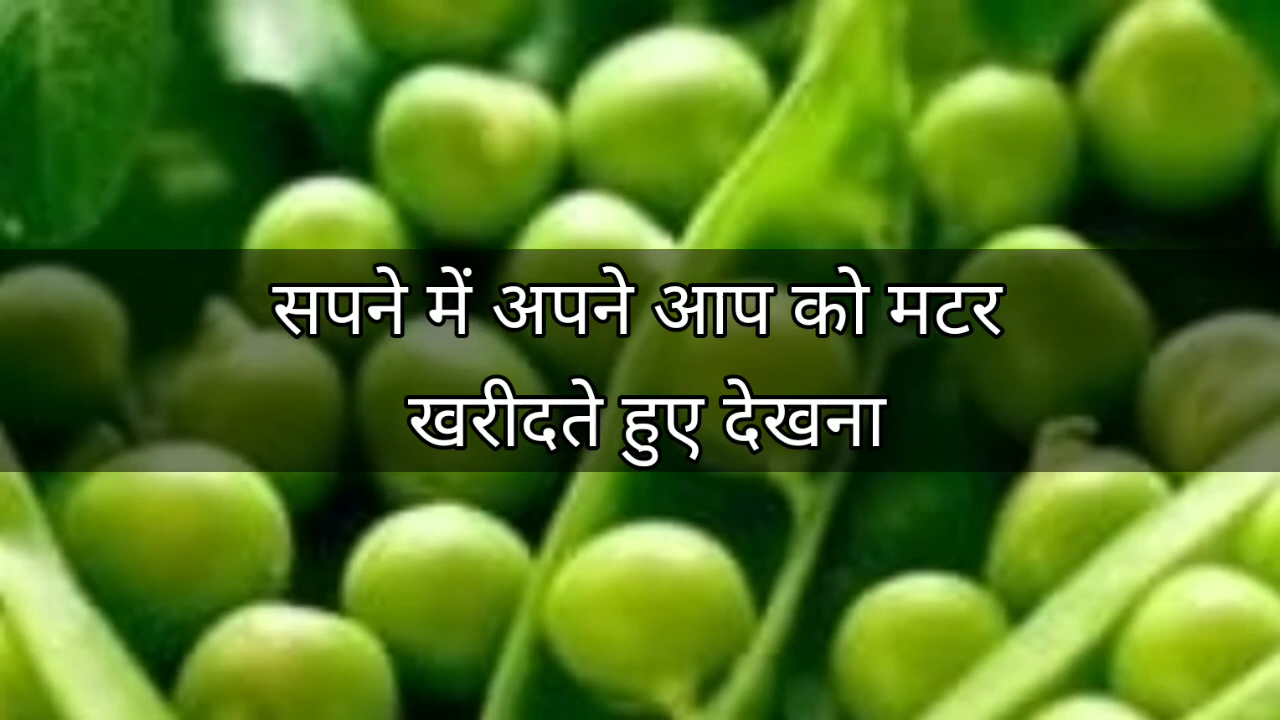 सपने में अपने आप को मटर
खरीदते हुए देखना